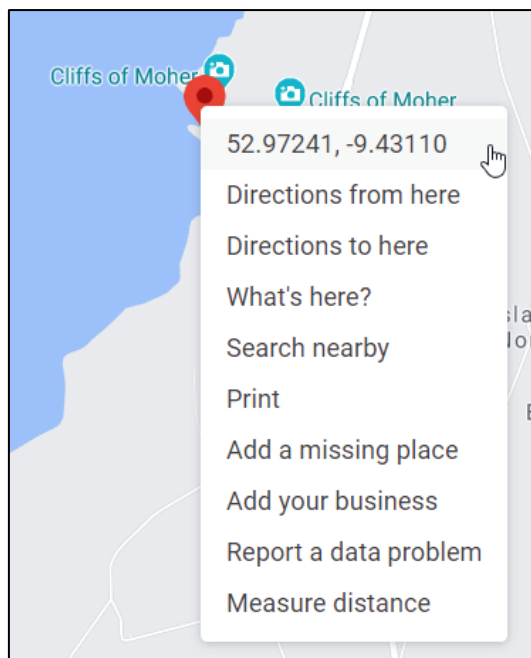 Cliffs of Moher
Cliffs of Moher
52.97241, -9.43110
Directions from here
Directions to here
What's here?
Search nearby
Print
Add a missing place
Add your business
Report a data problem
Measure distance